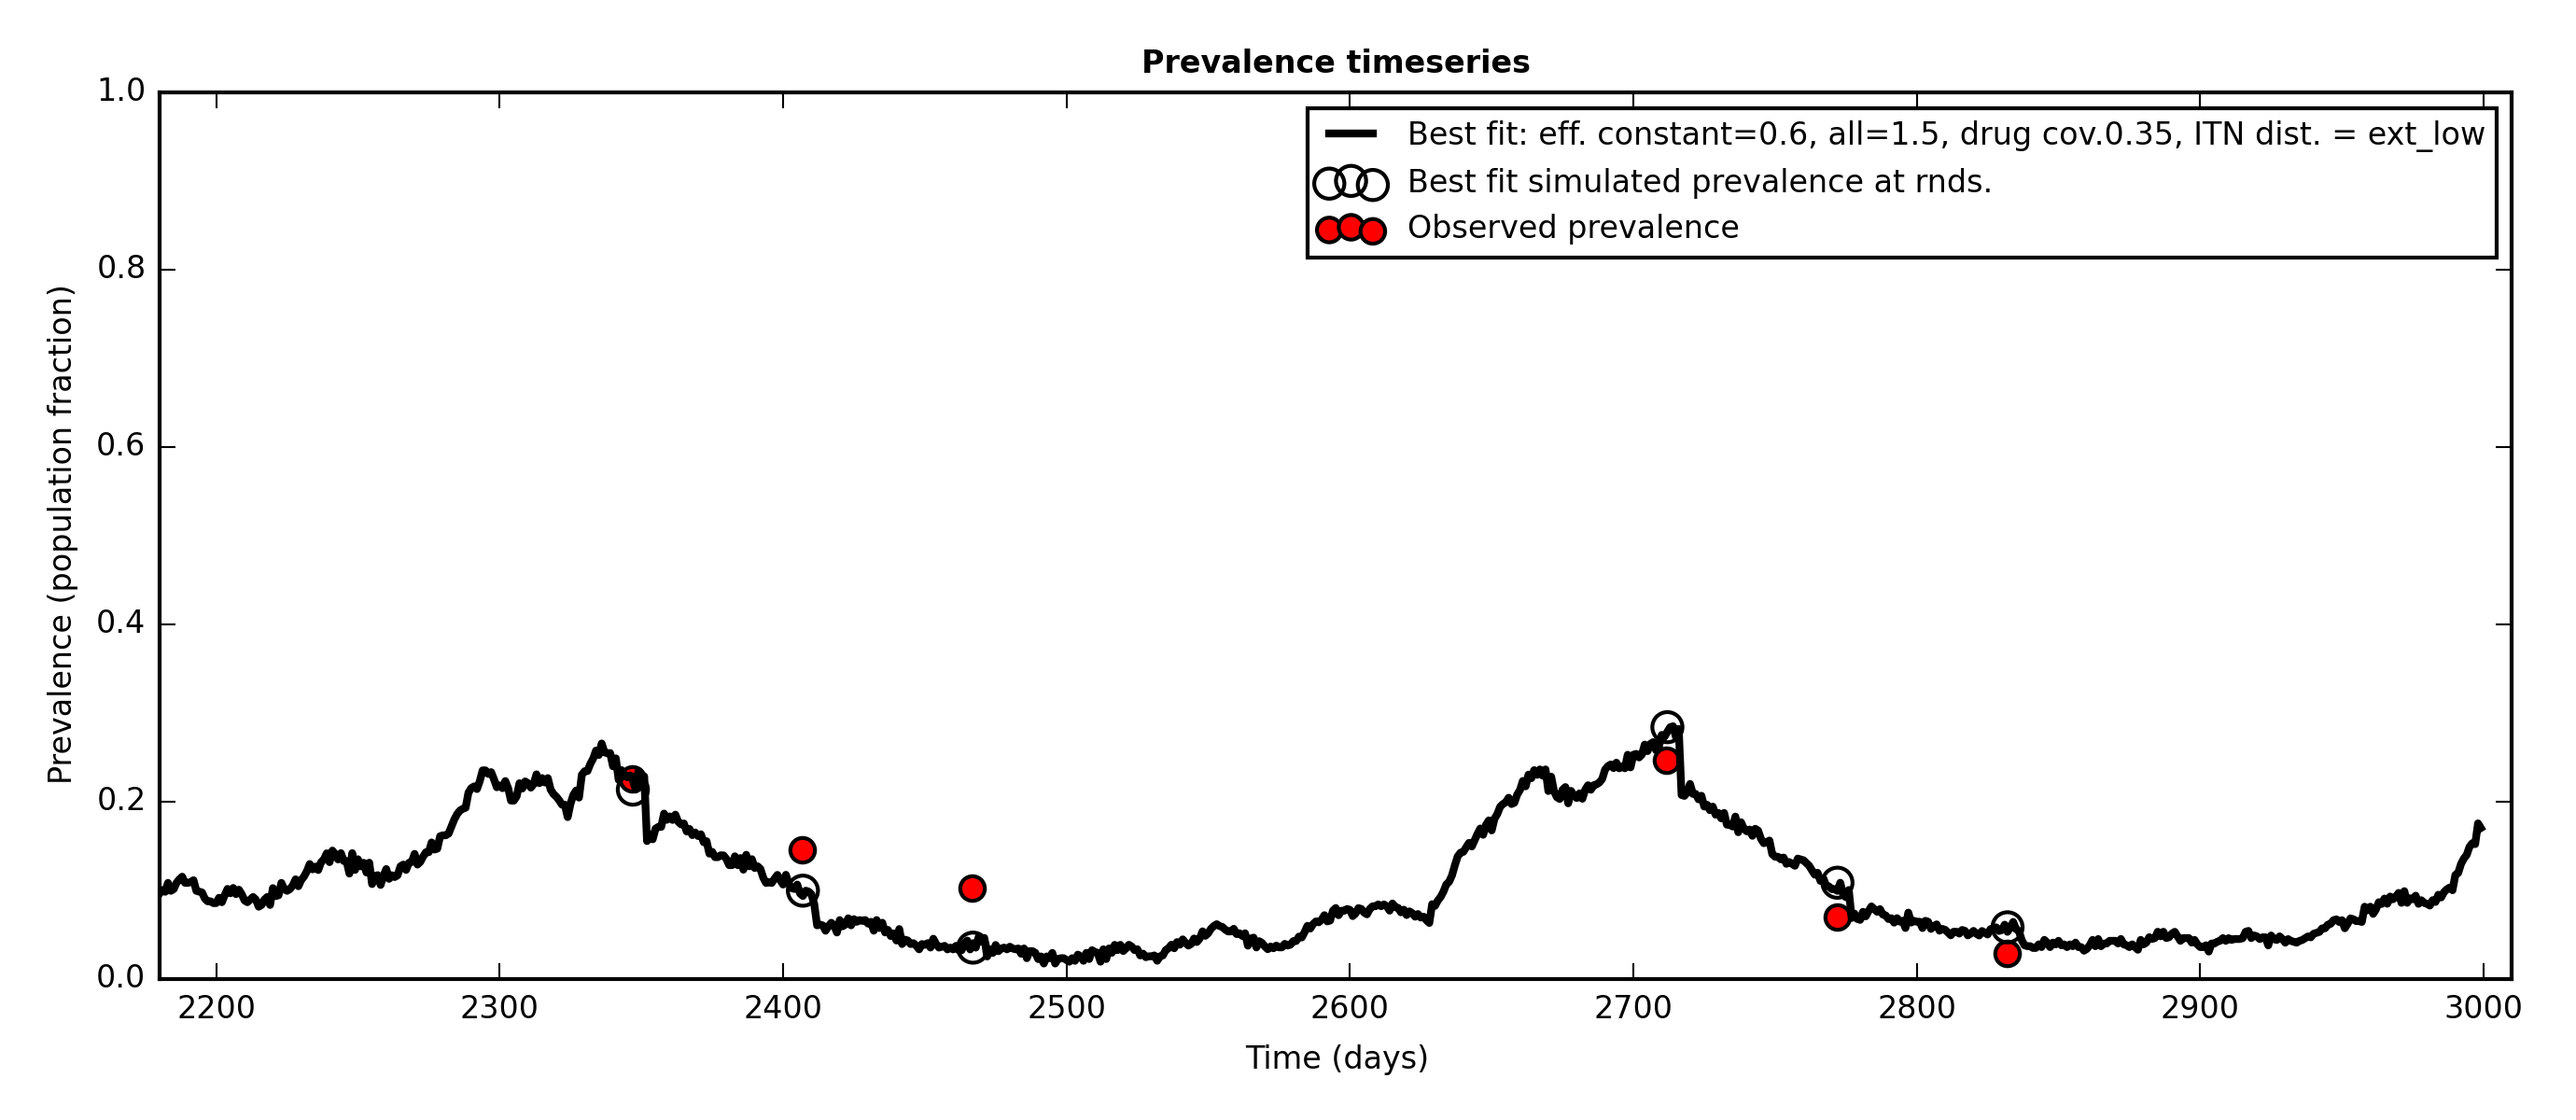 Prevalence timeseries
1.0
0.8
0.6
0.4
0.2
0.0
Prevalence (population fraction)
Best fit: eff. constant=0.6, all=1.5, drug cov.0.35, ITN dist. = ext_low
Best fit simulated prevalence at rnds.
Observed prevalence
2200 2300 2400 2500 2600 2700 2800 2900 3000
Time (days)